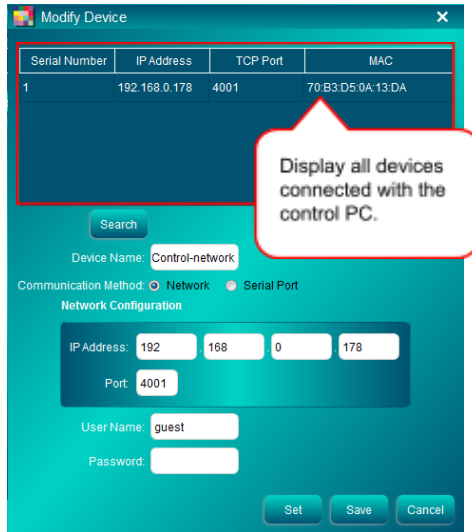 Modify Device
Serial Number IP Address TCP Port MAC
1 192.168.0.178 4001 70:B3:D5:0A:13:DA
Display all devices
connected with the
control PC.
Search
Device Name: Control-network
Communication Method: Network Serial Port
Network Configuration
IP Address: 192 . 168 . 0 . 178
Port: 4001
User Name: guest
Password:
Set Save Cancel